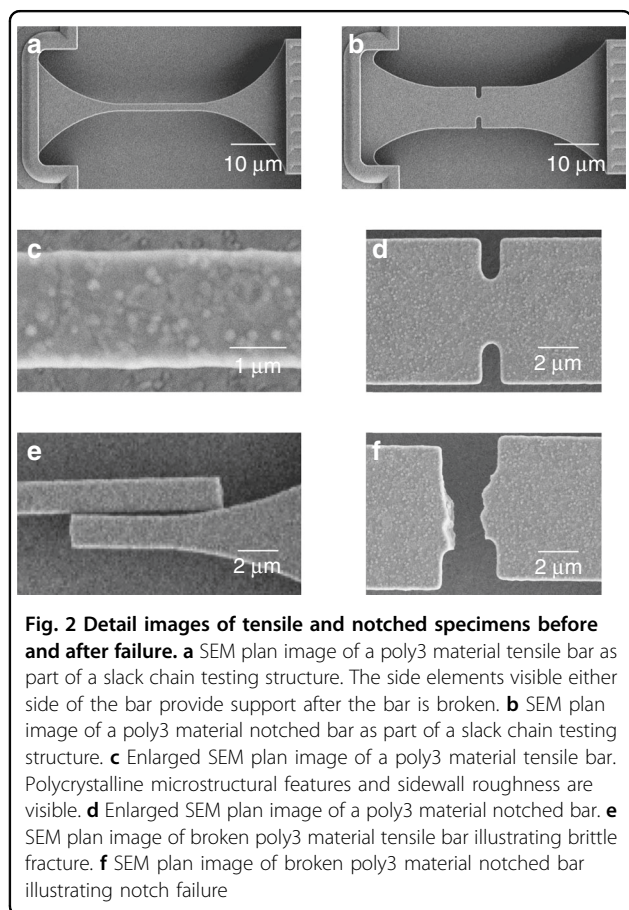 a
10 μm
b
10 μm
c
1 μm
d
2 μm
e
2 μm
f
2 μm
Fig. 2 Detail images of tensile and notched specimens before
and after failure. a SEM plan image of a poly3 material tensile bar as
part of a slack chain testing structure. The side elements visible either
side of the bar provide support after the bar is broken. b SEM plan
image of a poly3 material notched bar as part of a slack chain testing
structure. c Enlarged SEM plan image of a poly3 material tensile bar.
Polycrystalline microstructural features and sidewall roughness are
visible. d Enlarged SEM plan image of a poly3 material notched bar. e
SEM plan image of broken poly3 material tensile bar illustrating brittle
fracture. f SEM plan image of broken poly3 material notched bar
illustrating notch failure